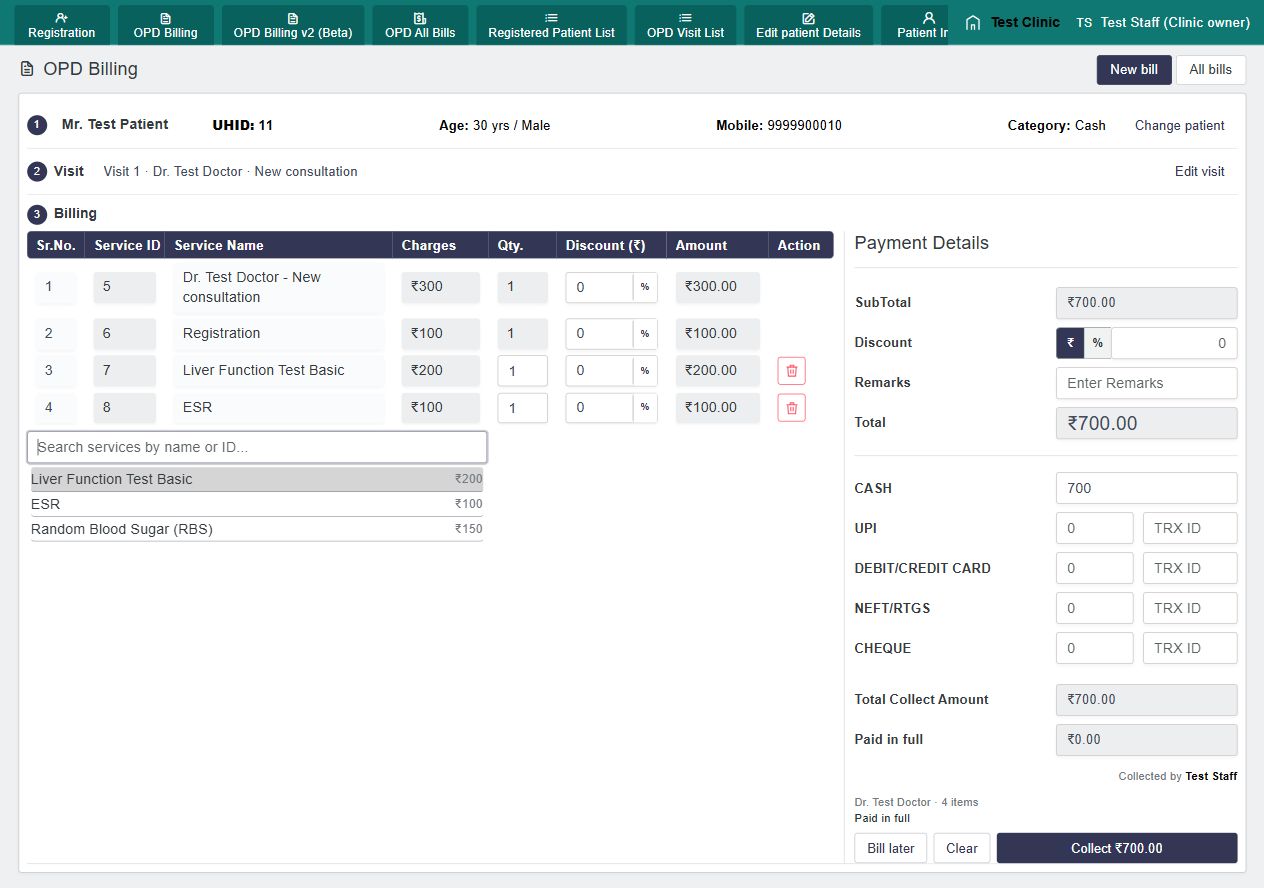 Registration
OPD Billing
OPD Billing v2 (Beta)
OPD All Bills
Registered Patient List
OPD Visit List
Edit patient Details
Patient In
Test Clinic
TS Test Staff (Clinic owner)
OPD Billing
New bill
All bills
1 Mr. Test Patient UHID: 11 Age: 30 yrs / Male Mobile: 9999900010 Category: Cash Change patient
2 Visit Visit 1 · Dr. Test Doctor · New consultation Edit visit
3 Billing
Sr.No. Service ID Service Name Charges Qty. Discount (₹) Amount Action
1 5 Dr. Test Doctor - New consultation ₹300 1 0 % ₹300.00
2 6 Registration ₹100 1 0 % ₹100.00
3 7 Liver Function Test Basic ₹200 1 0 % ₹200.00
4 8 ESR ₹100 1 0 % ₹100.00
Search services by name or ID...
Liver Function Test Basic ₹200
ESR ₹100
Random Blood Sugar (RBS) ₹150
Payment Details
SubTotal ₹700.00
Discount ₹ % 0
Remarks Enter Remarks
Total ₹700.00
CASH 700
UPI 0 TRX ID
DEBIT/CREDIT CARD 0 TRX ID
NEFT/RTGS 0 TRX ID
CHEQUE 0 TRX ID
Total Collect Amount ₹700.00
Paid in full ₹0.00
Collected by Test Staff
Dr. Test Doctor · 4 items
Paid in full
Bill later
Clear
Collect ₹700.00